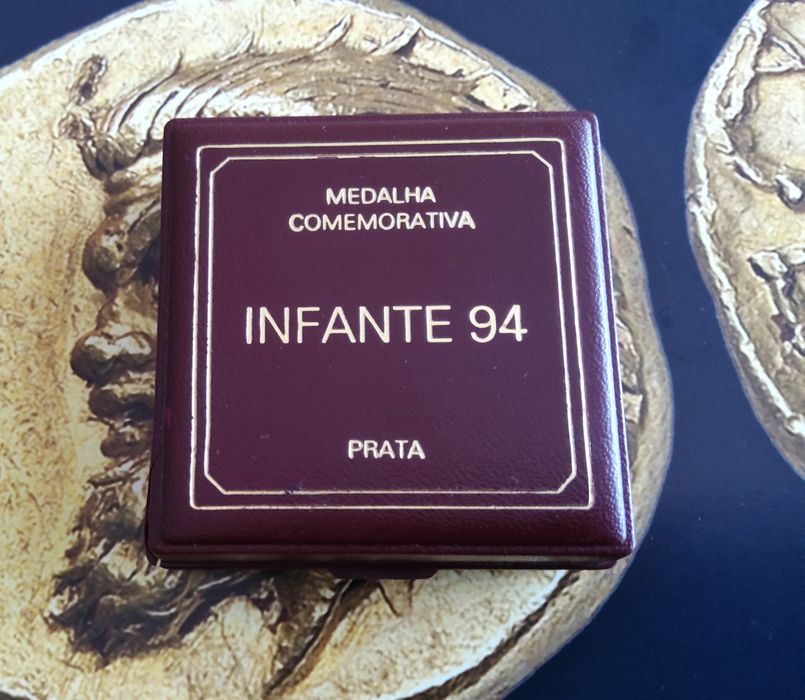 MEDALHA
COMEMORATIVA
INFANTE 94
PRATA